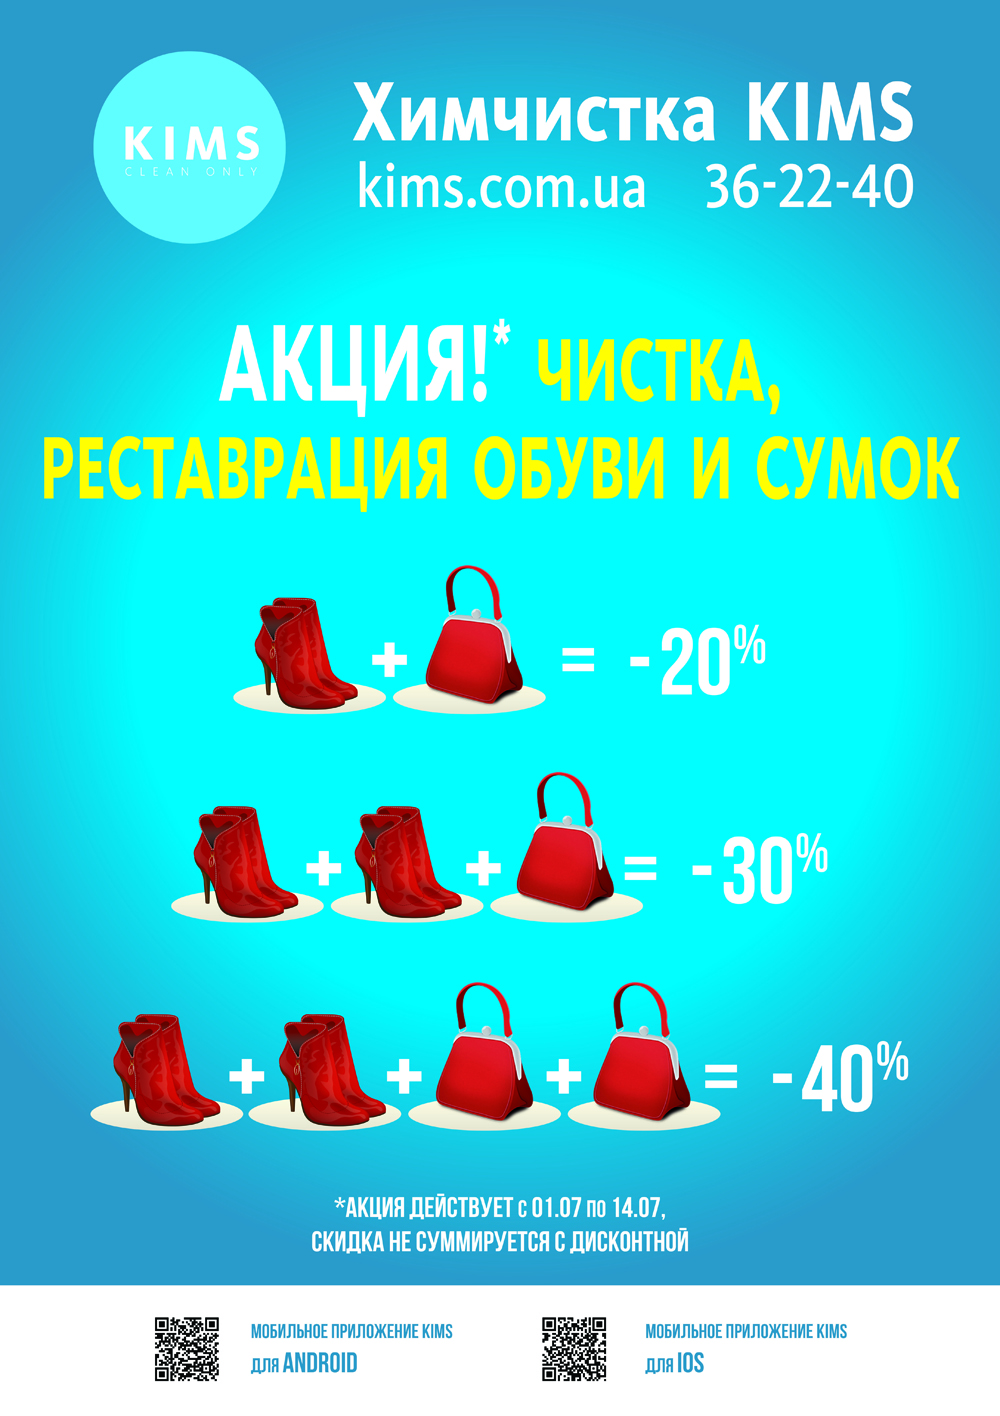 KIMS
CLEAN ONLY
Химчистка KIMS
kims.com.ua 36-22-40
АКЦИЯ!* ЧИСТКА,
РЕСТАВРАЦИЯ ОБУВИ И СУМОК
+ = -20%
+ + = -30%
+ + + = -40%
*АКЦИЯ ДЕЙСТВУЕТ с 01.07 по 14.07,
СКИДКА НЕ СУММИРУЕТСЯ С ДИСКОНТНОЙ
МОБИЛЬНОЕ ПРИЛОЖЕНИЕ KIMS
для ANDROID
МОБИЛЬНОЕ ПРИЛОЖЕНИЕ KIMS
для IOS